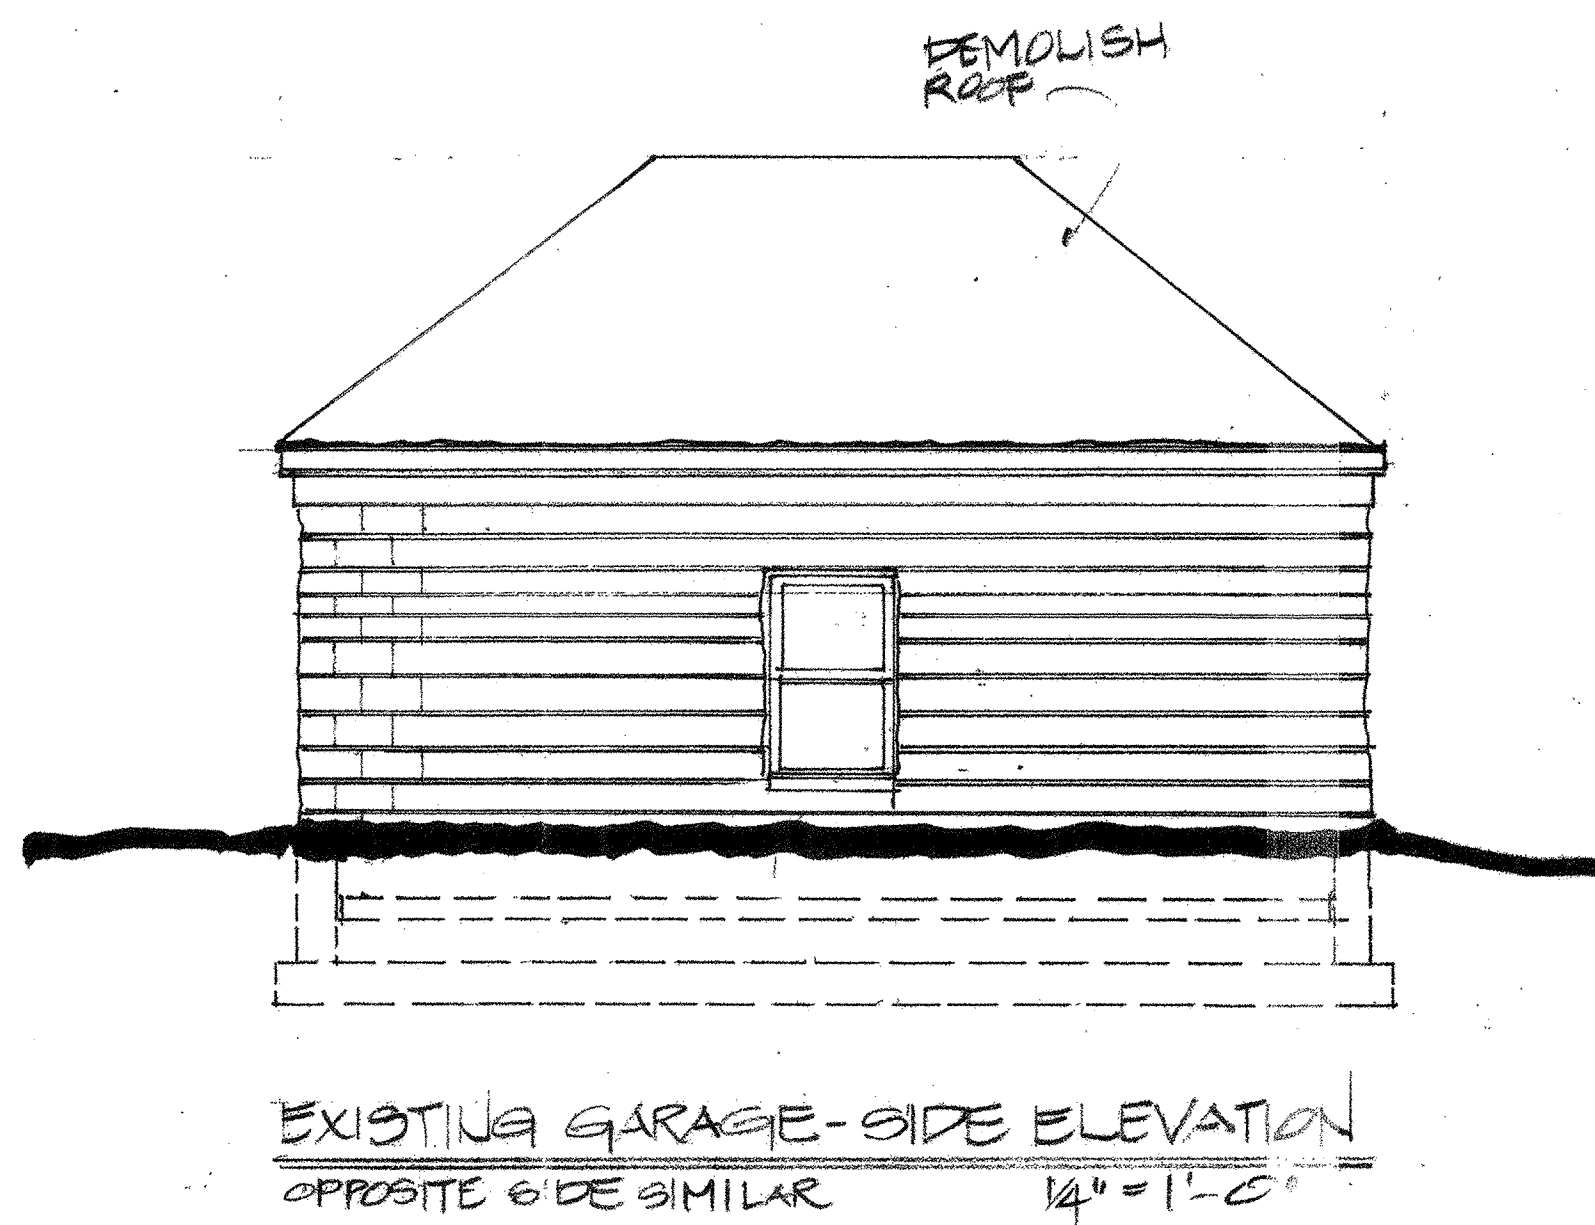 DEMOLISH
ROOF
EXISTING GARAGE-SIDE ELEVATION
OPPOSITE SIDE SIMILAR
1/4" = 1'-0"